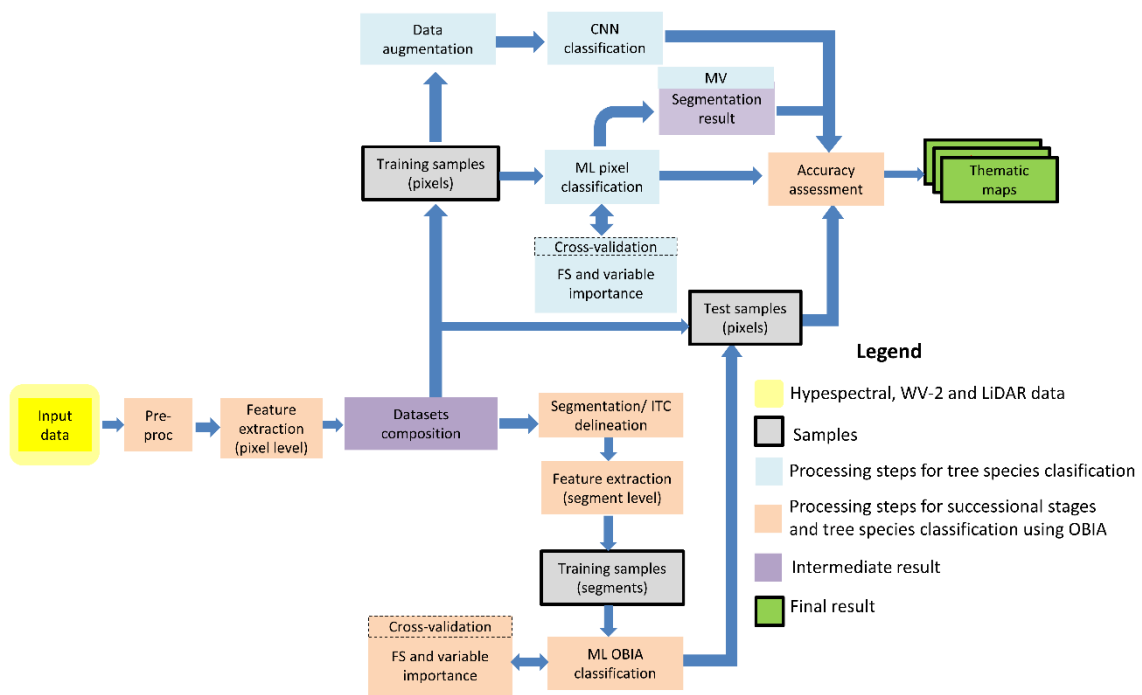 Data
augmentation
CNN
classification
MV
Segmentation
result
Training samples
(pixels)
ML pixel
classification
Accuracy
assessment
Thematic
maps
Cross-validation
FS and variable
importance
Test samples
(pixels)
Legend
Hypespectral, WV-2 and LiDAR data
Samples
Processing steps for tree species clasification
Processing steps for successional stages
and tree species classification using OBIA
Intermediate result
Final result
Input
data
Pre-
proc
Feature
extraction
(pixel level)
Datasets
composition
Segmentation/ ITC
delineation
Feature extraction
(segment level)
Training samples
(segments)
Cross-validation
FS and variable
importance
ML OBIA
classification